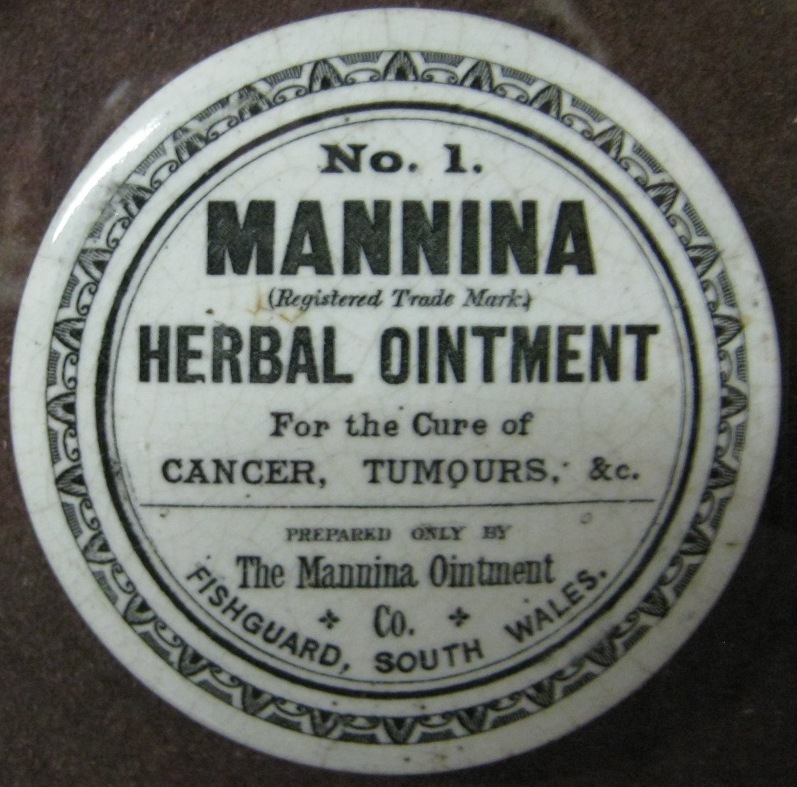 No. 1.
MANNINA
(Registered Trade Mark)
HERBAL OINTMENT
For the Cure of
CANCER, TUMOURS, &c.
PREPARED ONLY BY
The Mannina Ointment
Co.
FISHGUARD, SOUTH WALES.